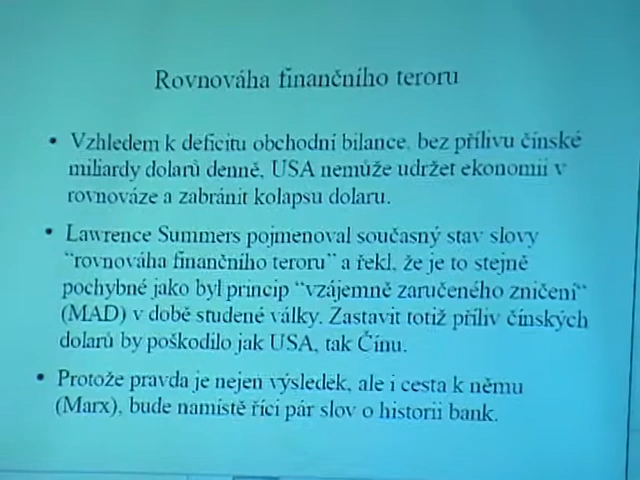 Rovnováha finančního teroru
• Vzhledem k deficitu obchodní bilance, bez přílivu čínské
miliardy dolarů denně, USA nemůže udržet ekonomii v
rovnováze a zabránit kolapsu dolaru.
• Lawrence Summers pojmenoval současný stav slovy
“rovnováha finančního teroru” a řekl, že je to stejně
pochybné jako byl princip “vzájemně zaručeného zničení“
(MAD) v době studené války. Zastavit totiž příliv čínských
dolarů by poškodilo jak USA, tak Čínu.
• Protože pravda je nejen výsledek, ale i cesta k němu
(Marx), bude namístě říci pár slov o historii bank.